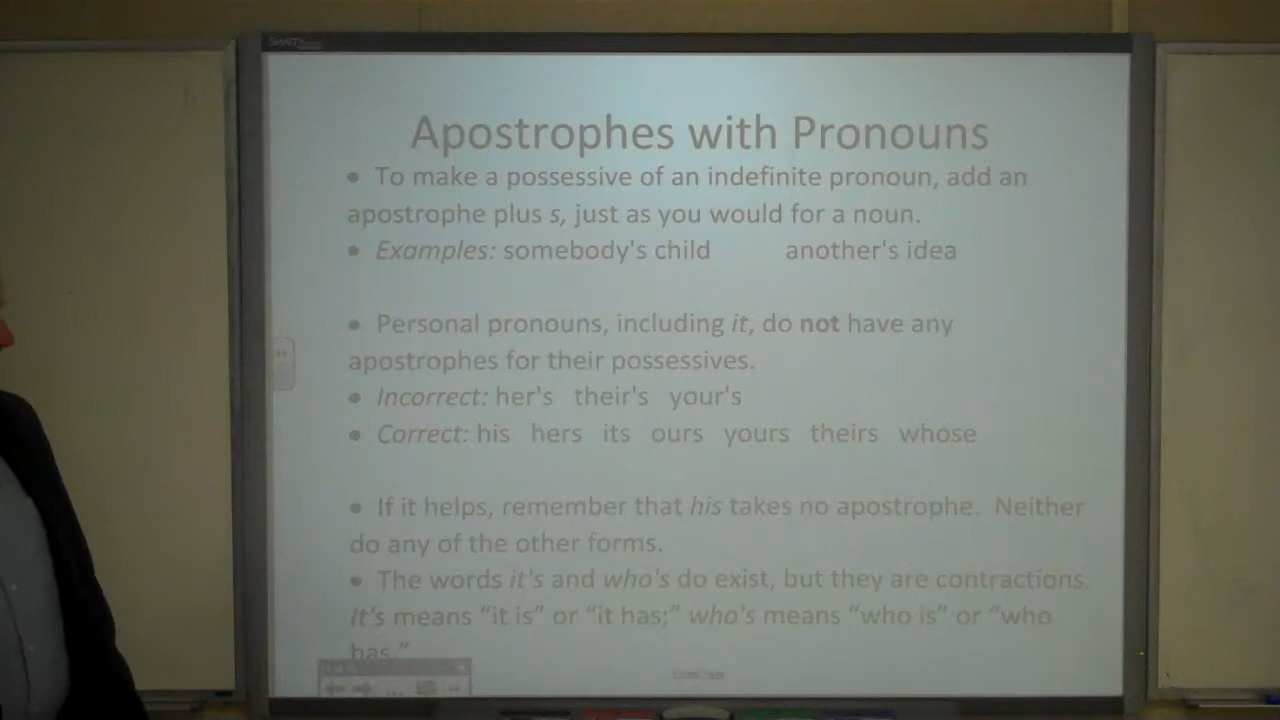 SMART
Apostrophes with Pronouns
• To make a possessive of an indefinite pronoun, add an
apostrophe plus s, just as you would for a noun.
• Examples: somebody's child another's idea
• Personal pronouns, including it, do not have any
apostrophes for their possessives.
• Incorrect: her's their's your's
• Correct: his hers its ours yours theirs whose
• If it helps, remember that his takes no apostrophe. Neither
do any of the other forms.
• The words it's and who's do exist, but they are contractions.
It's means “it is” or “it has;” who's means “who is” or “who
has.”